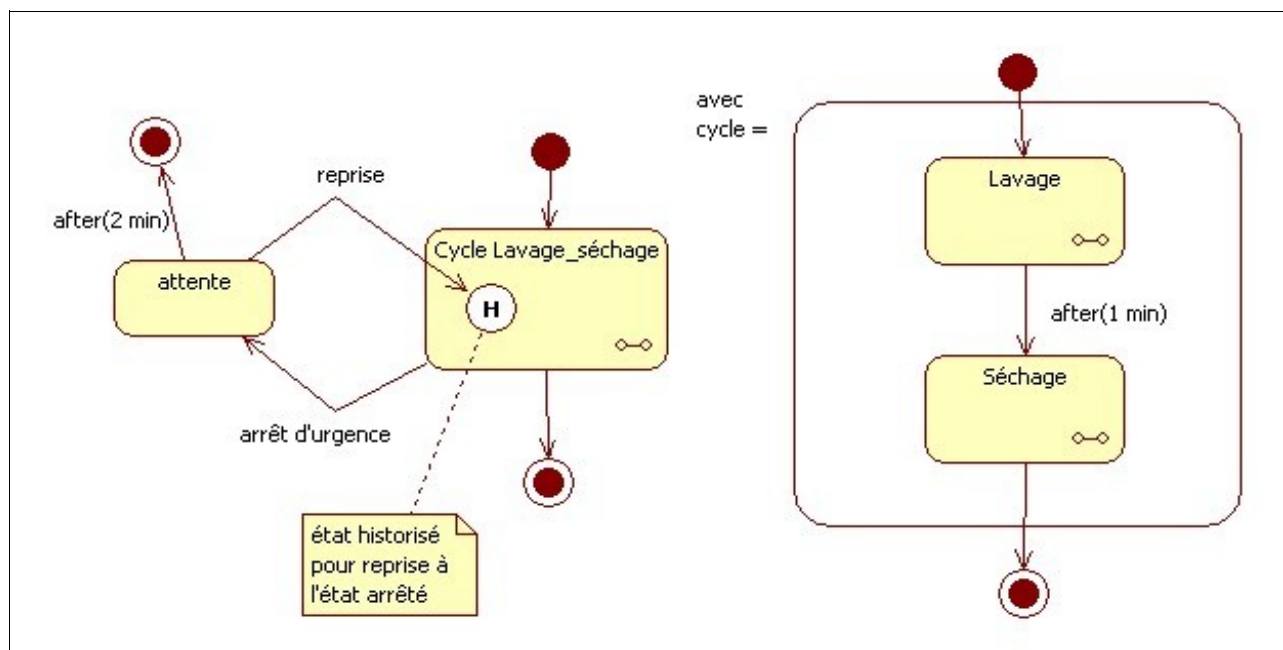 reprise
after(2 min)
attente
Cycle Lavage_séchage
H
arrêt d'urgence
état historisé
pour reprise à
l'état arrêté
avec
cycle =
Lavage
after(1 min)
Séchage